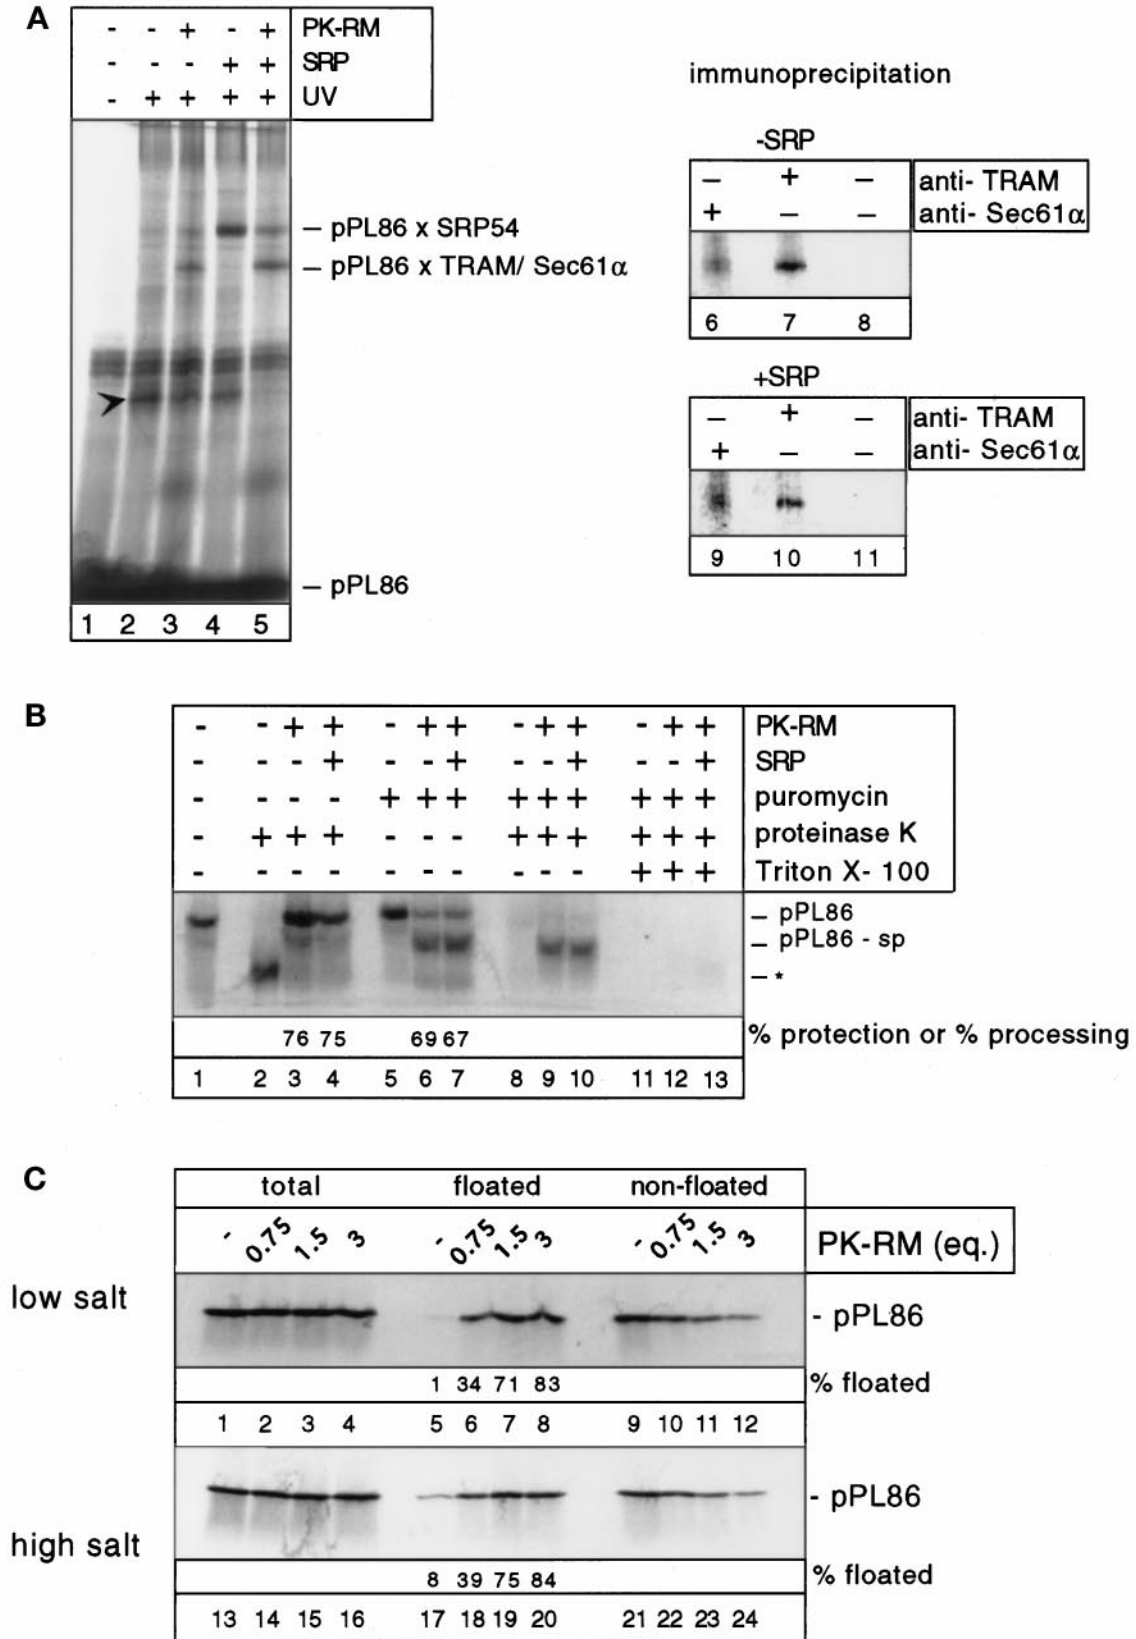 A
- - + - + PK-RM
- - - + + SRP
- + + + + UV
– pPL86 x SRP54
– pPL86 x TRAM/ Sec61α
– pPL86
1 2 3 4 5
immunoprecipitation
-SRP
– + – anti- TRAM
+ – – anti- Sec61α
6 7 8
+SRP
– + – anti- TRAM
+ – – anti- Sec61α
9 10 11
B
- - + + - + + - + + - + + PK-RM
- - - + - - + - - + - - + SRP
- - - - + + + + + + + + + puromycin
- + + + - - - + + + + + + proteinase K
- - - - - - - - - - + + + Triton X- 100
– pPL86
– pPL86 - sp
– *
76 75 69 67 % protection or % processing
1 2 3 4 5 6 7 8 9 10 11 12 13
C
total floated non-floated
- 0.75 1.5 3 - 0.75 1.5 3 - 0.75 1.5 3 PK-RM (eq.)
low salt
- pPL86
1 34 71 83 % floated
1 2 3 4 5 6 7 8 9 10 11 12
- pPL86
high salt
8 39 75 84 % floated
13 14 15 16 17 18 19 20 21 22 23 24